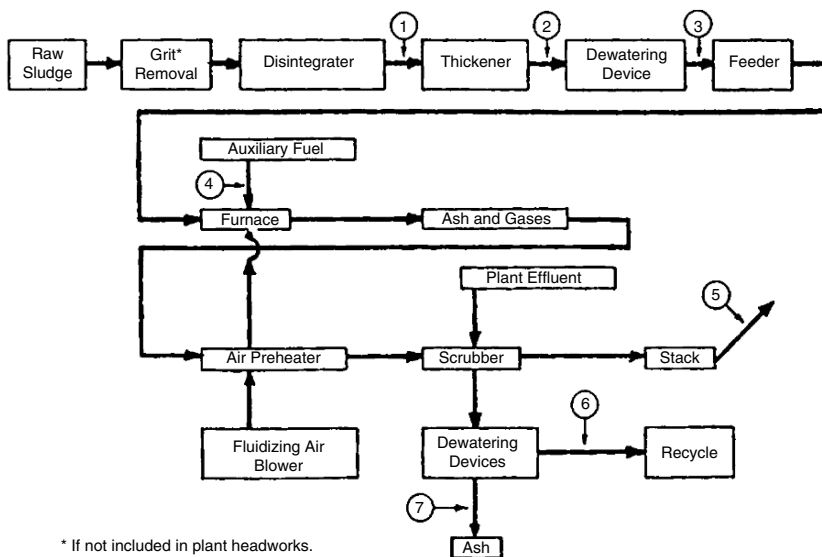 1
2
3
Raw
Sludge
Grit*
Removal
Disintegrater
Thickener
Dewatering
Device
Feeder
Auxiliary Fuel
4
Furnace
Ash and Gases
Plant Effluent
5
Air Preheater
Scrubber
Stack
6
Fluidizing Air
Blower
Dewatering
Devices
Recycle
7
* If not included in plant headworks.
Ash